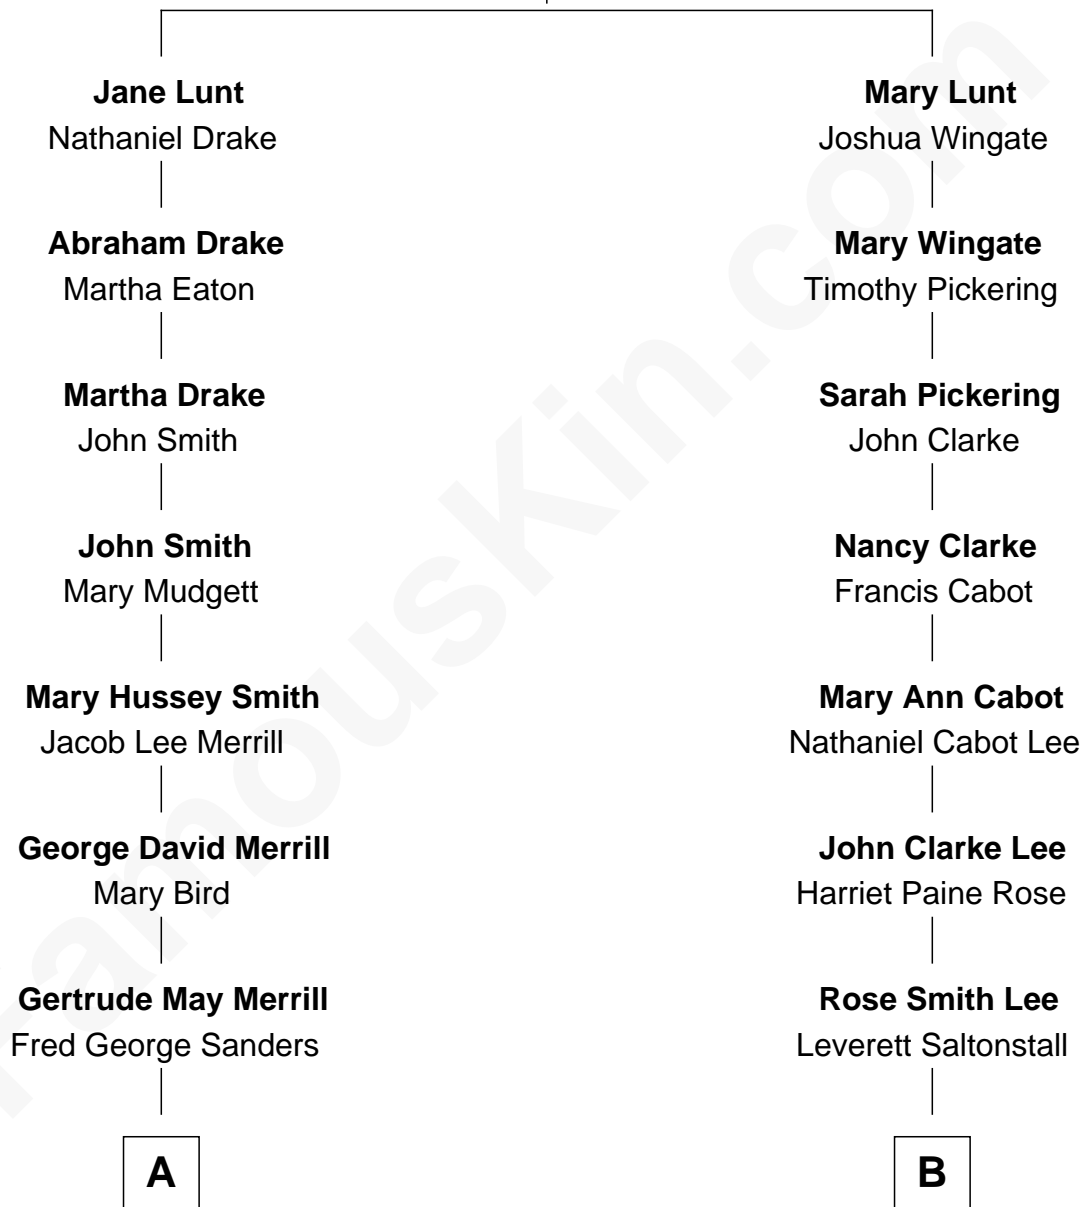 Jane Lunt
Nathaniel Drake
Abraham Drake
Martha Eaton
Martha Drake
John Smith
John Smith
Mary Mudgett
Mary Hussey Smith
Jacob Lee Merrill
George David Merrill
Mary Bird
Gertrude May Merrill
Fred George Sanders
A
Mary Lunt
Joshua Wingate
Mary Wingate
Timothy Pickering
Sarah Pickering
John Clarke
Nancy Clarke
Francis Cabot
Mary Ann Cabot
Nathaniel Cabot Lee
John Clarke Lee
Harriet Paine Rose
Rose Smith Lee
Leverett Saltonstall
B
FamousKin.com